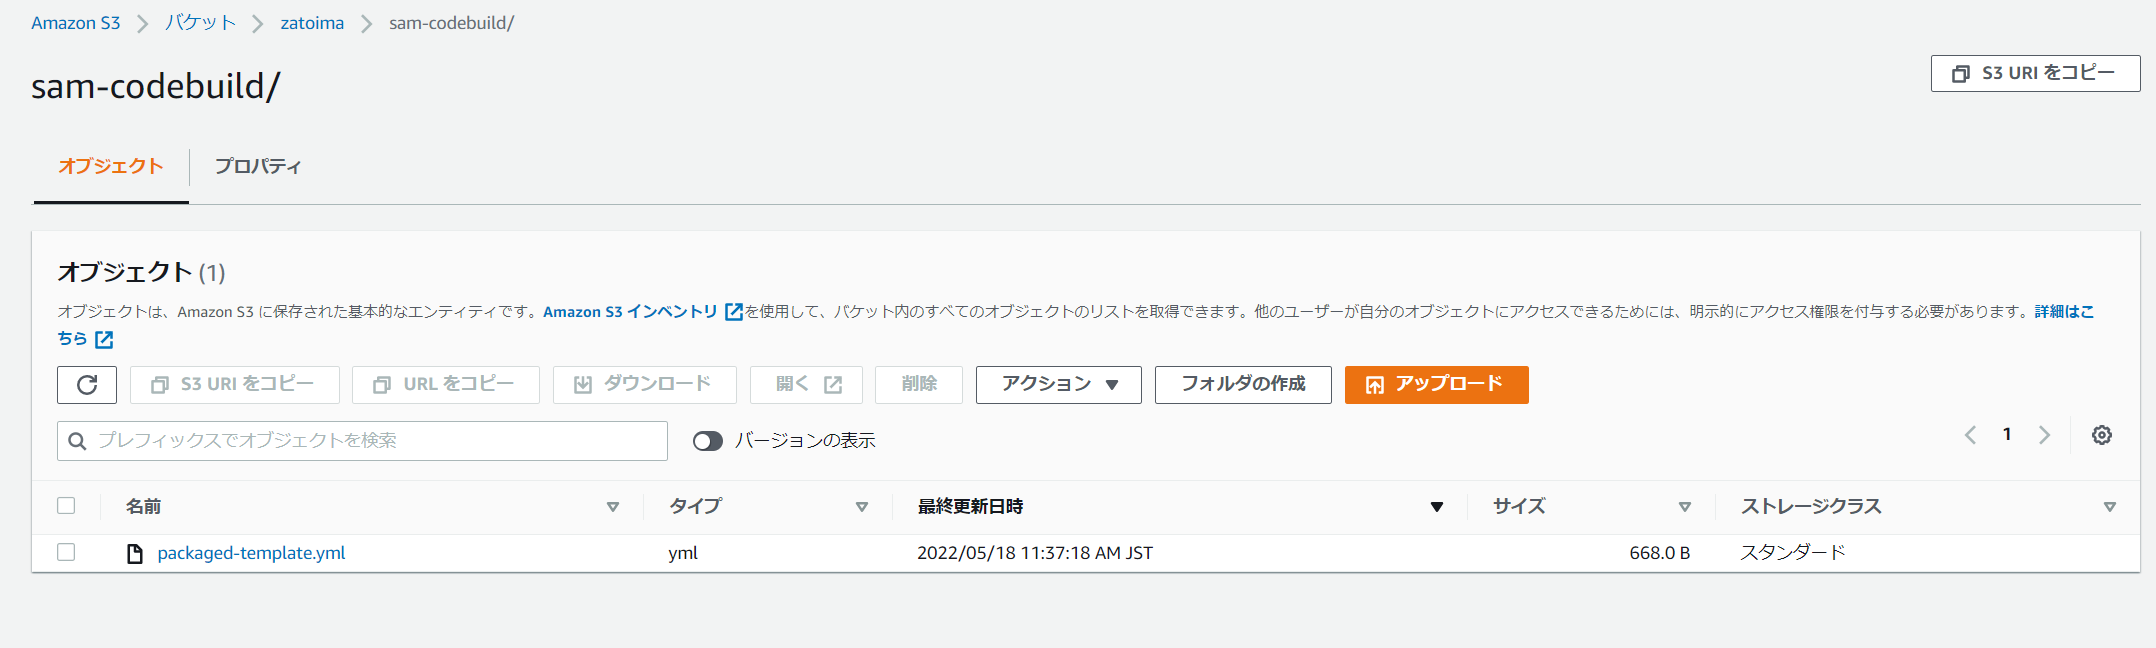 Amazon S3 > バケット > zatoima > sam-codebuild/
sam-codebuild/
S3 URI をコピー
オブジェクト
プロパティ
オブジェクト (1)
オブジェクトは、Amazon S3 に保存された基本的なエンティティです。Amazon S3 インベントリ を使用して、バケット内のすべてのオブジェクトのリストを取得できます。他のユーザーが自分のオブジェクトにアクセスできるためには、明示的にアクセス権限を付与する必要があります。詳細はこ
ちら
S3 URI をコピー
URL をコピー
ダウンロード
開く
削除
アクション
フォルダの作成
アップロード
プレフィックスでオブジェクトを検索
バージョンの表示
1
名前 タイプ 最終更新日時 サイズ ストレージクラス
packaged-template.yml yml 2022/05/18 11:37:18 AM JST 668.0 B スタンダード